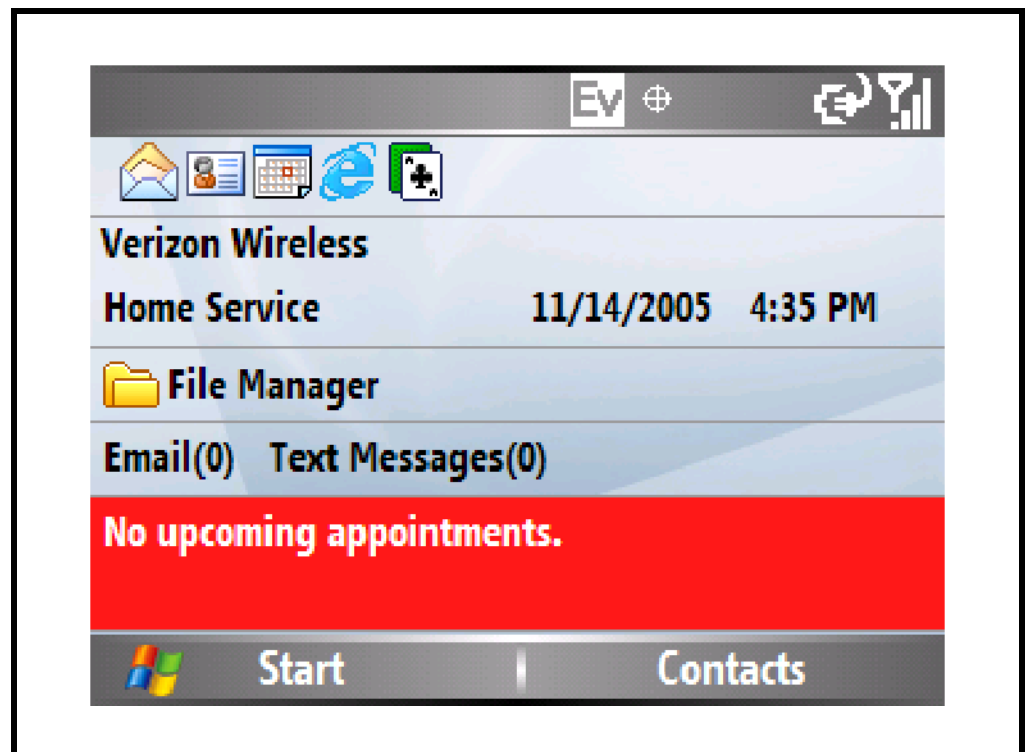 Ev
Verizon Wireless
Home Service 11/14/2005 4:35 PM
File Manager
Email(0) Text Messages(0)
No upcoming appointments.
Start Contacts